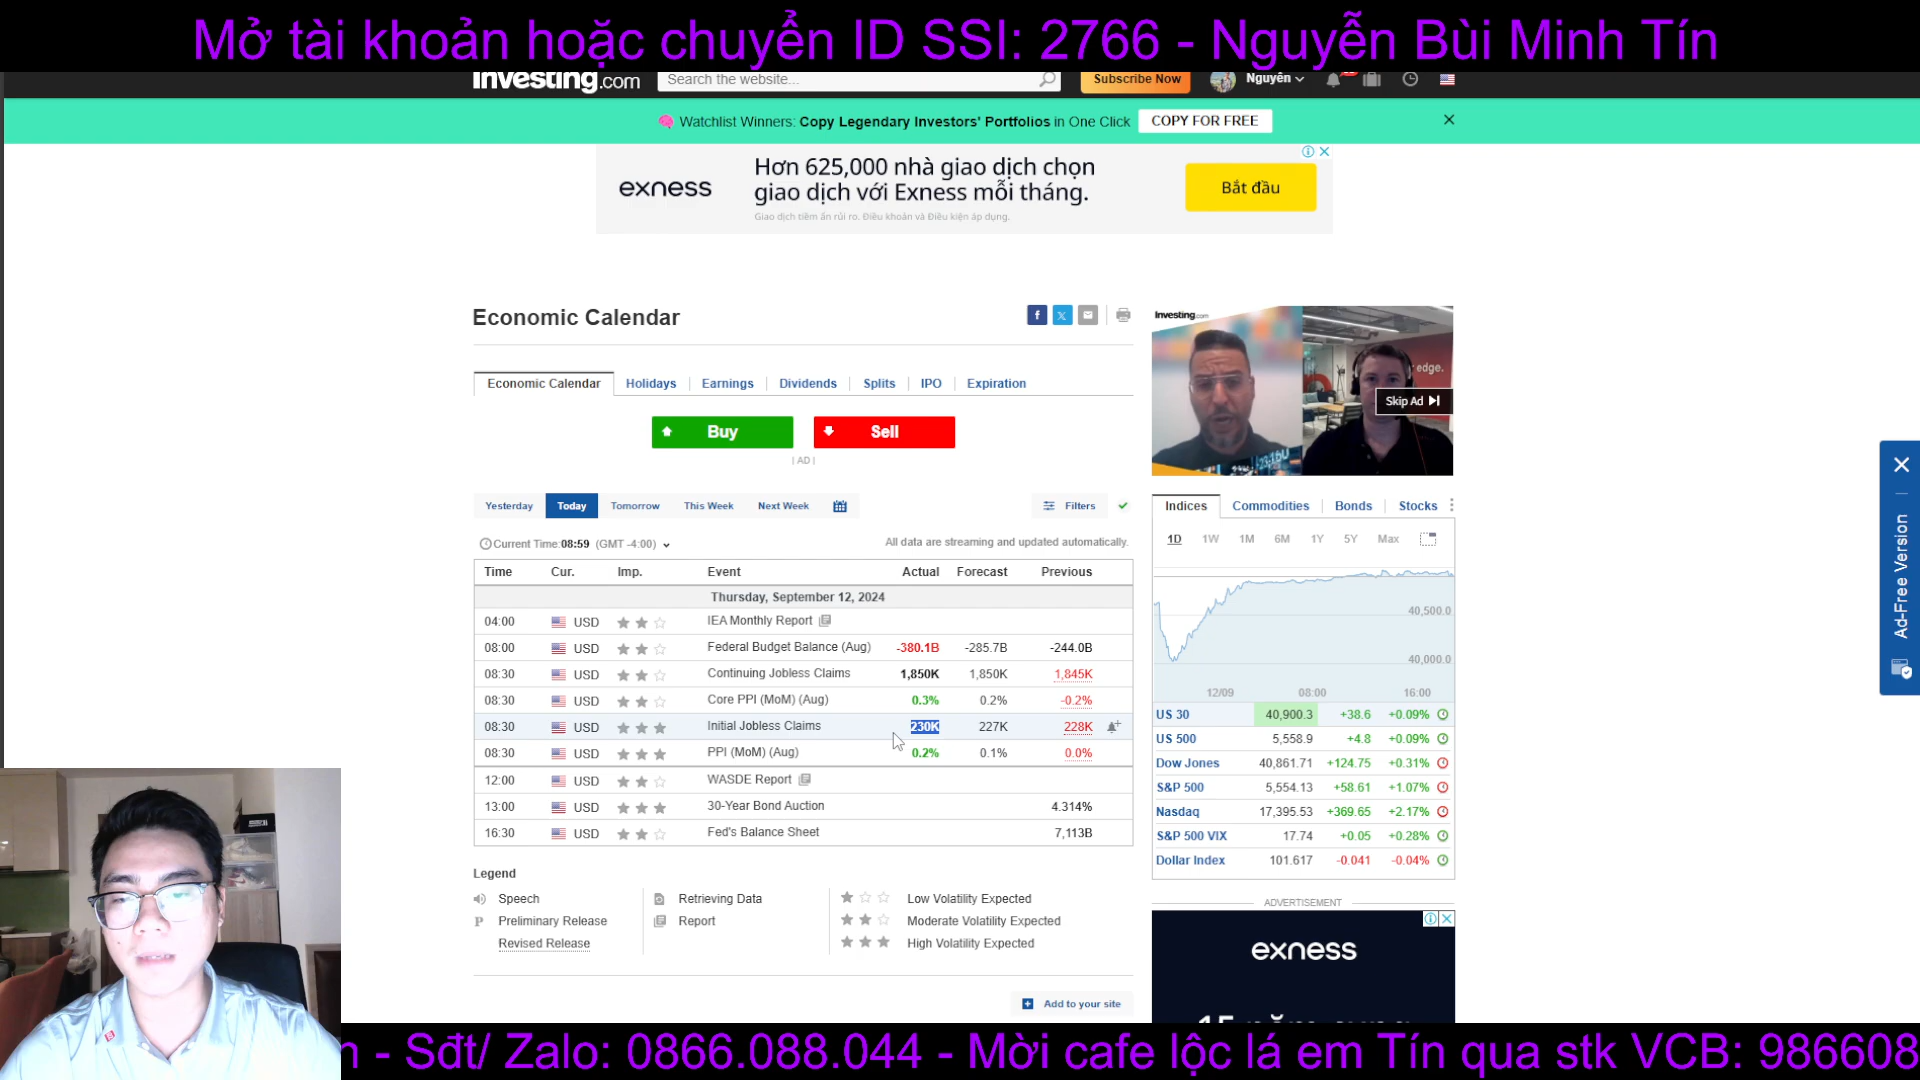 Mở tài khoản hoặc chuyển ID SSI: 2766 - Nguyễn Bùi Minh Tín
Investing.com
Search the website...
Subscribe Now
Nguyên
Watchlist Winners: Copy Legendary Investors' Portfolios in One Click
COPY FOR FREE
exness
Hơn 625,000 nhà giao dịch chọn
giao dịch với Exness mỗi tháng.
Giao dịch tiềm ẩn rủi ro. Điều khoản và Điều kiện áp dụng.
Bắt đầu
Economic Calendar
Economic Calendar Holidays Earnings Dividends Splits IPO Expiration
Buy Sell
| AD |
Yesterday Today Tomorrow This Week Next Week Filters
Current Time:08:59 (GMT -4:00) All data are streaming and updated automatically.
Time Cur. Imp. Event Actual Forecast Previous
Thursday, September 12, 2024
04:00 USD IEA Monthly Report
08:00 USD Federal Budget Balance (Aug) -380.1B -285.7B -244.0B
08:30 USD Continuing Jobless Claims 1,850K 1,850K 1,845K
08:30 USD Core PPI (MoM) (Aug) 0.3% 0.2% -0.2%
08:30 USD Initial Jobless Claims 230K 227K 228K
08:30 USD PPI (MoM) (Aug) 0.2% 0.1% 0.0%
12:00 USD WASDE Report
13:00 USD 30-Year Bond Auction 4.314%
16:30 USD Fed's Balance Sheet 7,113B
Legend
Speech Retrieving Data Low Volatility Expected
P Preliminary Release Report Moderate Volatility Expected
Revised Release High Volatility Expected
Add to your site
Investing.com
edge.
Skip Ad
Indices Commodities Bonds Stocks
1D 1W 1M 6M 1Y 5Y Max
40,500.0
40,000.0
12/09 08:00 16:00
US 30 40,900.3 +38.6 +0.09%
US 500 5,558.9 +4.8 +0.09%
Dow Jones 40,861.71 +124.75 +0.31%
S&P 500 5,554.13 +58.61 +1.07%
Nasdaq 17,395.53 +369.65 +2.17%
S&P 500 VIX 17.74 +0.05 +0.28%
Dollar Index 101.617 -0.041 -0.04%
ADVERTISEMENT
exness
Ad-Free Version
n - Sđt/ Zalo: 0866.088.044 - Mời cafe lộc lá em Tín qua stk VCB: 986608